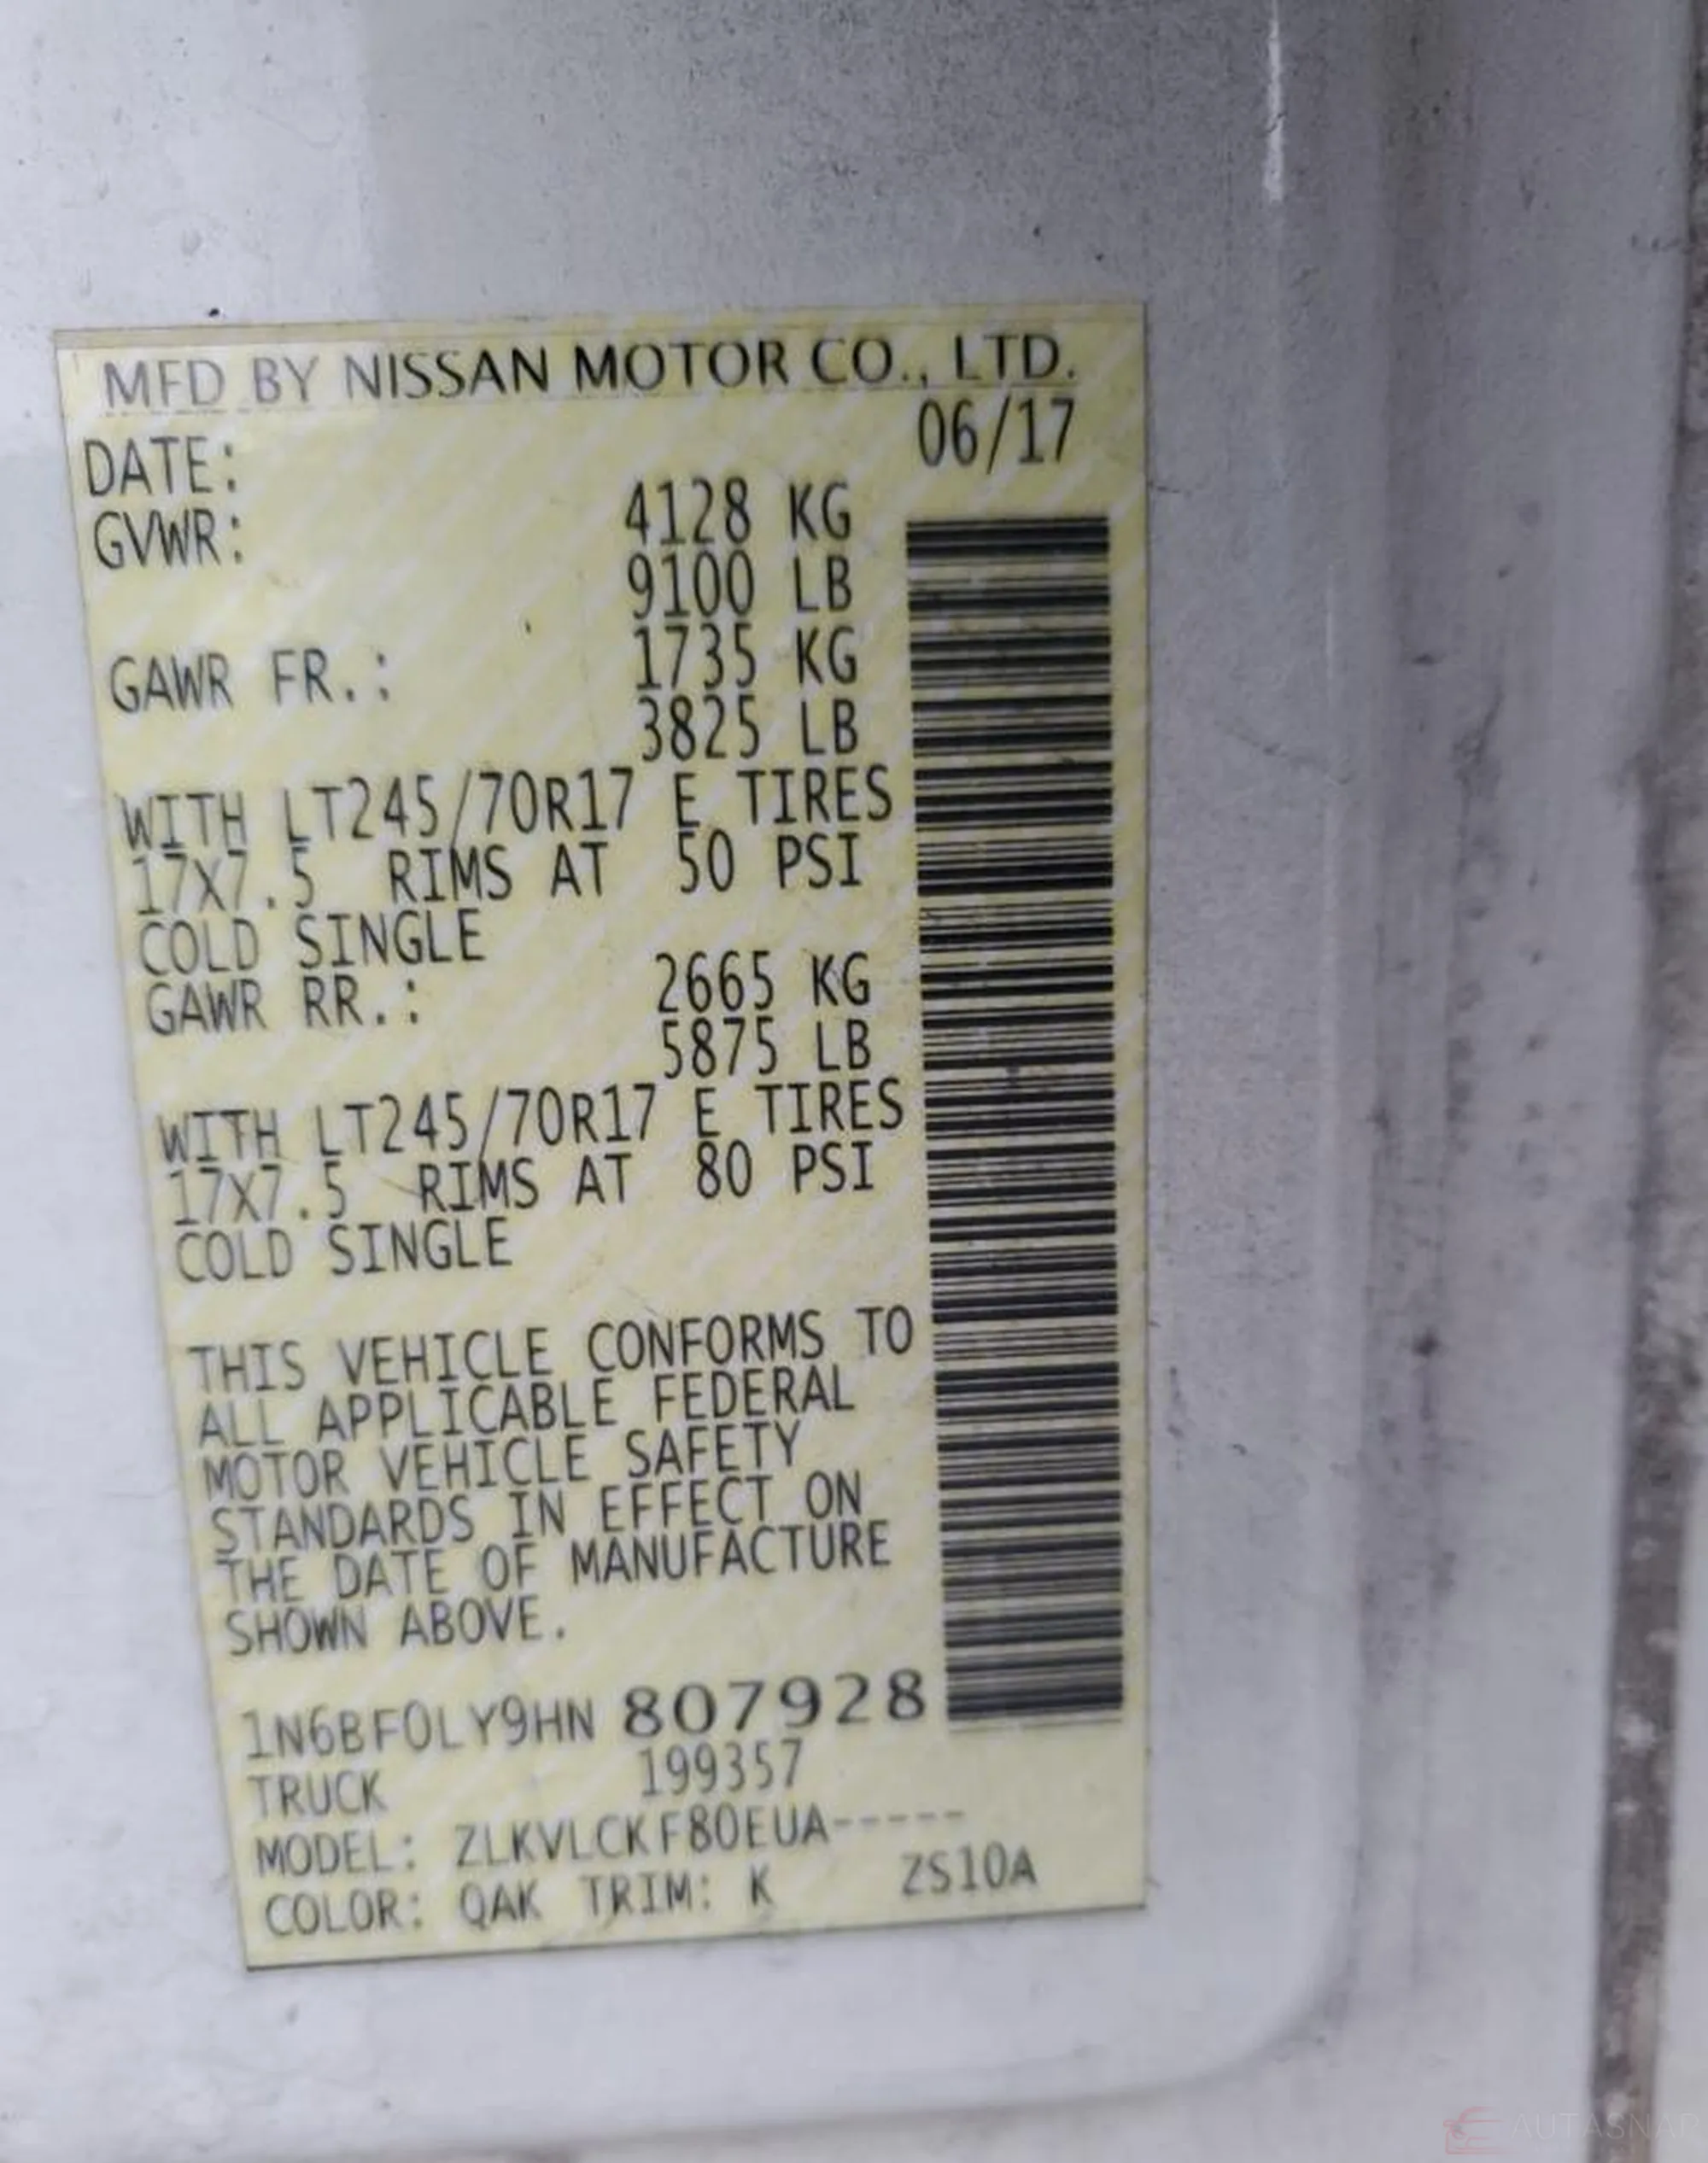 MFD BY NISSAN MOTOR CO., LTD.
DATE: 06/17
GVWR: 4128 KG
9100 LB
GAWR FR.: 1735 KG
3825 LB
WITH LT245/70R17 E TIRES
17X7.5 RIMS AT 50 PSI
COLD SINGLE
GAWR RR.: 2665 KG
5875 LB
WITH LT245/70R17 E TIRES
17X7.5 RIMS AT 80 PSI
COLD SINGLE
THIS VEHICLE CONFORMS TO
ALL APPLICABLE FEDERAL
MOTOR VEHICLE SAFETY
STANDARDS IN EFFECT ON
THE DATE OF MANUFACTURE
SHOWN ABOVE.
1N6BF0LY9HN 807928
TRUCK 199357
MODEL: ZLKVLCKF80EUA-----
COLOR: QAK TRIM: K ZS10A
AUTASNAP